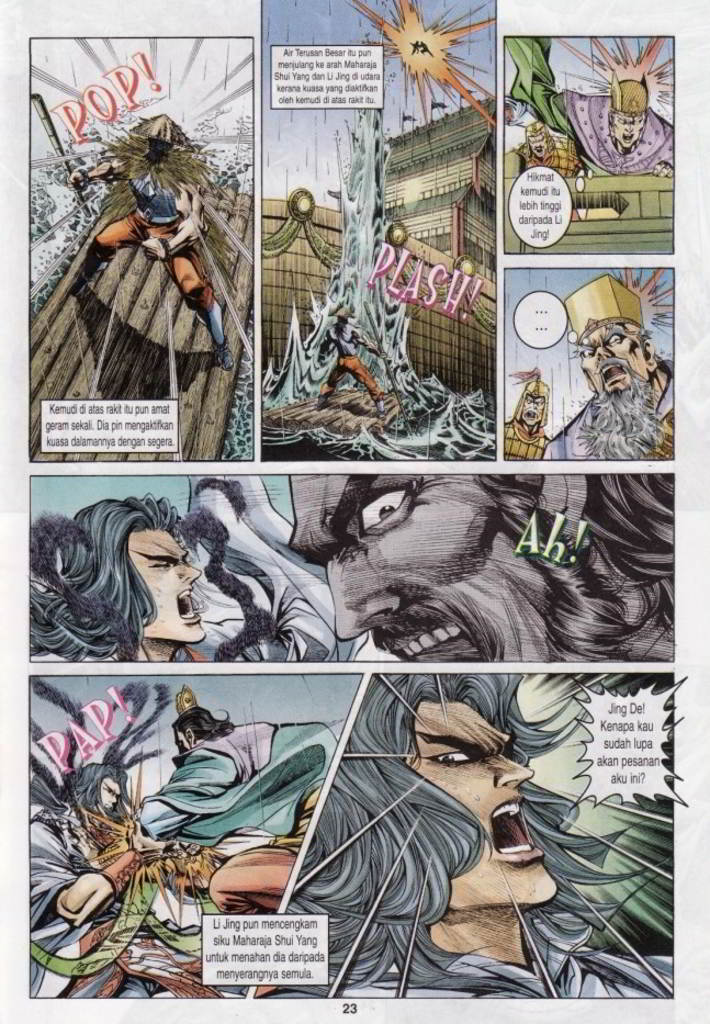 POP!
Kemudi di atas rakit itu pun amat
geram sekali. Dia pin mengaktifkan
kuasa dalamannya dengan segera.
Air Terusan Besar itu pun
menjulang ke arah Maharaja
Shui Yang dan Li Jing di udara
kerana kuasa yang diaktifkan
oleh kemudi di atas rakit itu.
PLASH!
Hikmat
kemudi itu
lebih tinggi
daripada Li
Jing!
...
...
Ah!
PAP!
Li Jing pun mencengkam
siku Maharaja Shui Yang
untuk menahan Dia daripada
menyerangnya semula.
Jing De!
Kenapa kau
sudah lupa
akan pesanan
aku ini?
23